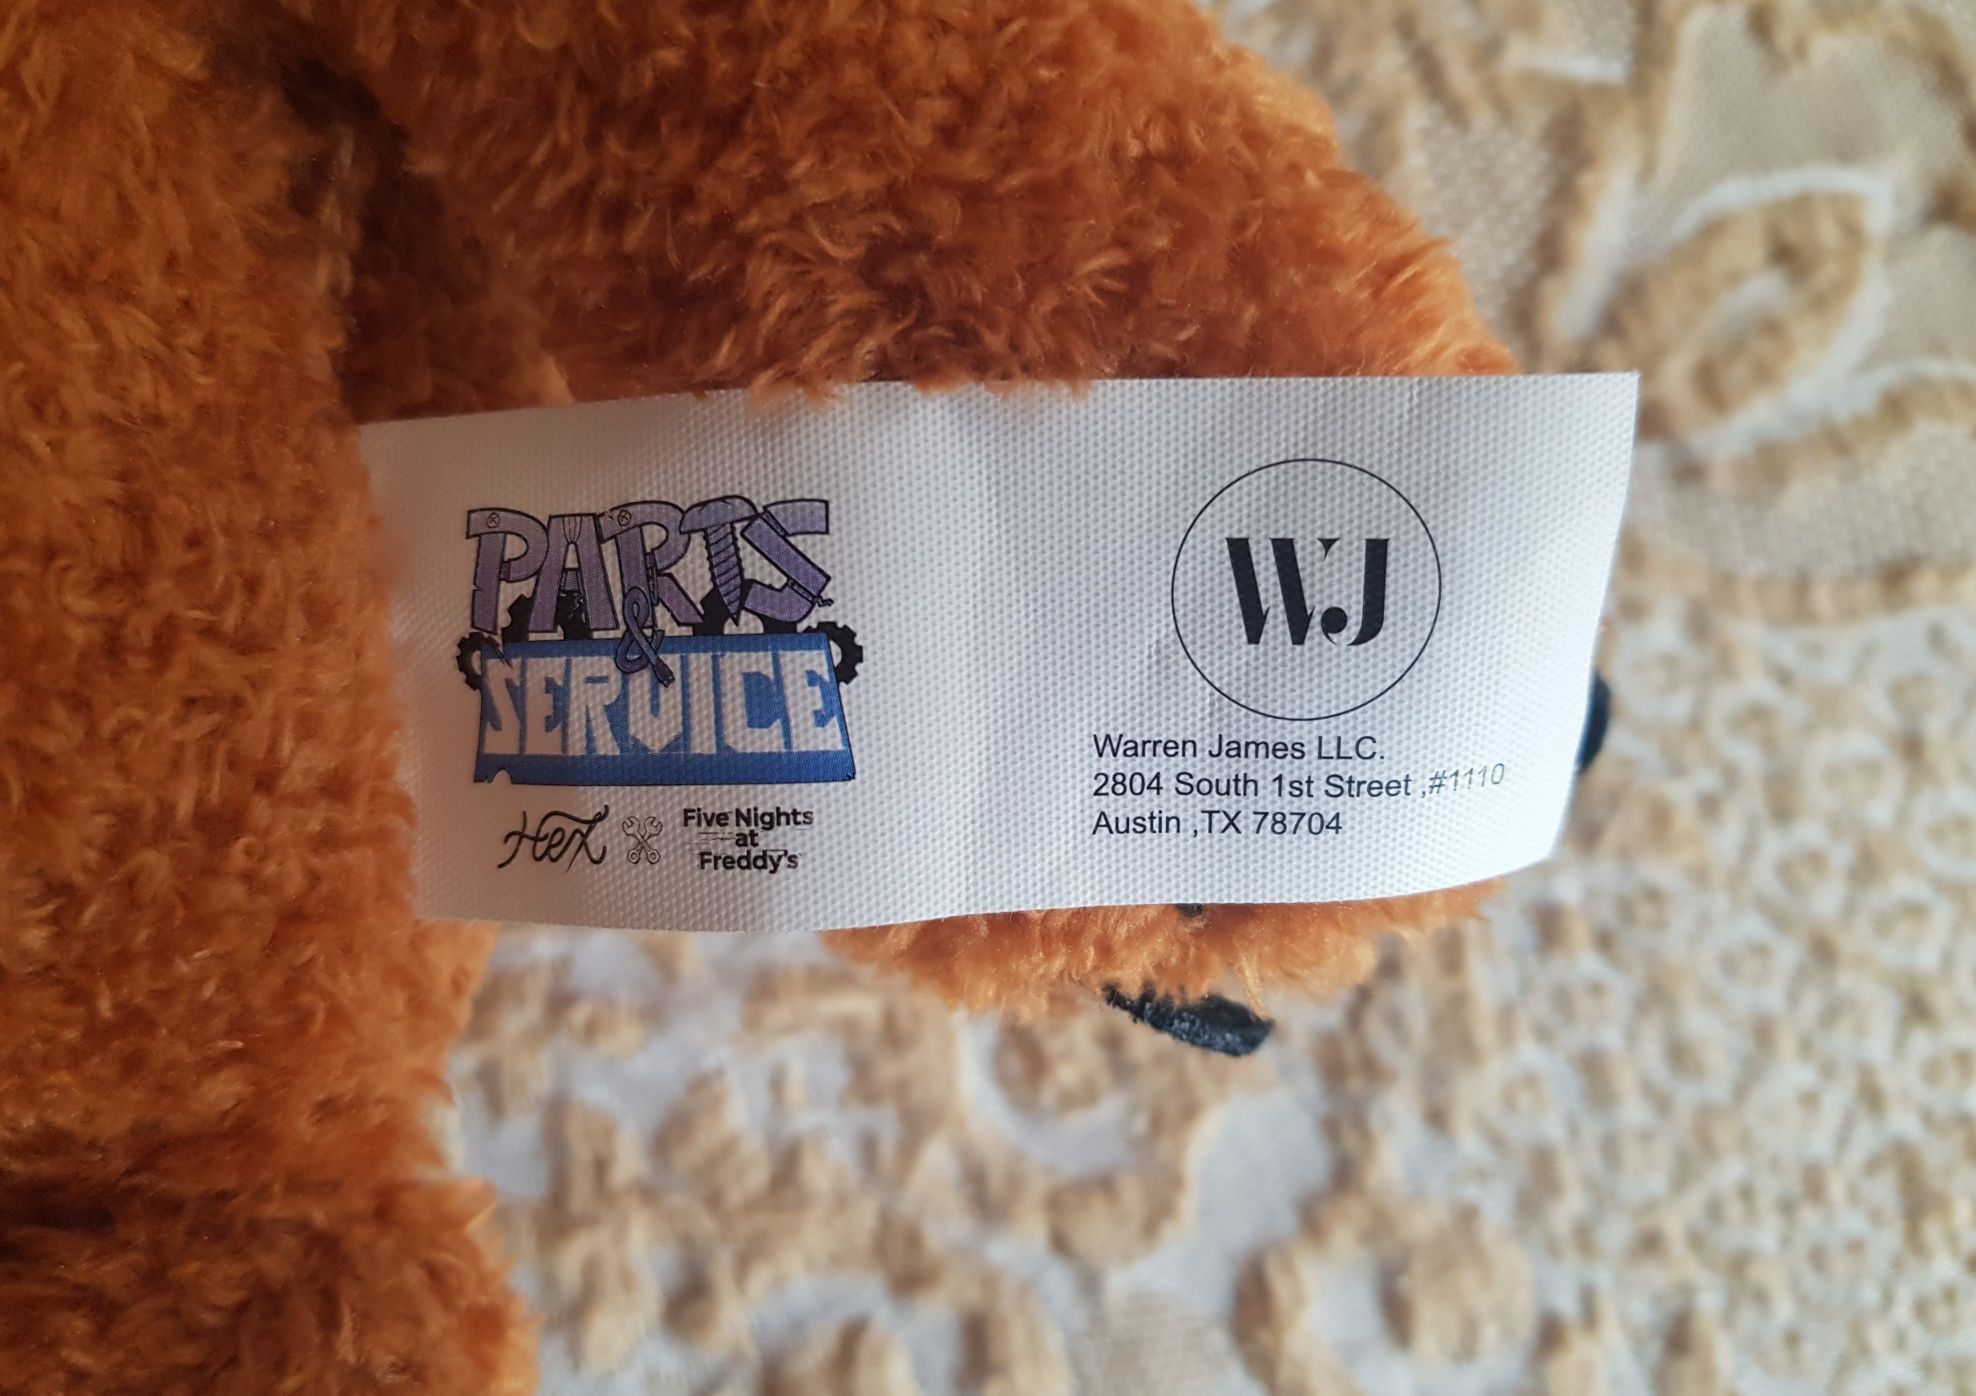 PARTS
&
SERVICE
Hex
Five Nights
at
Freddy's
WJ
Warren James LLC.
2804 South 1st Street ,#1110
Austin ,TX 78704